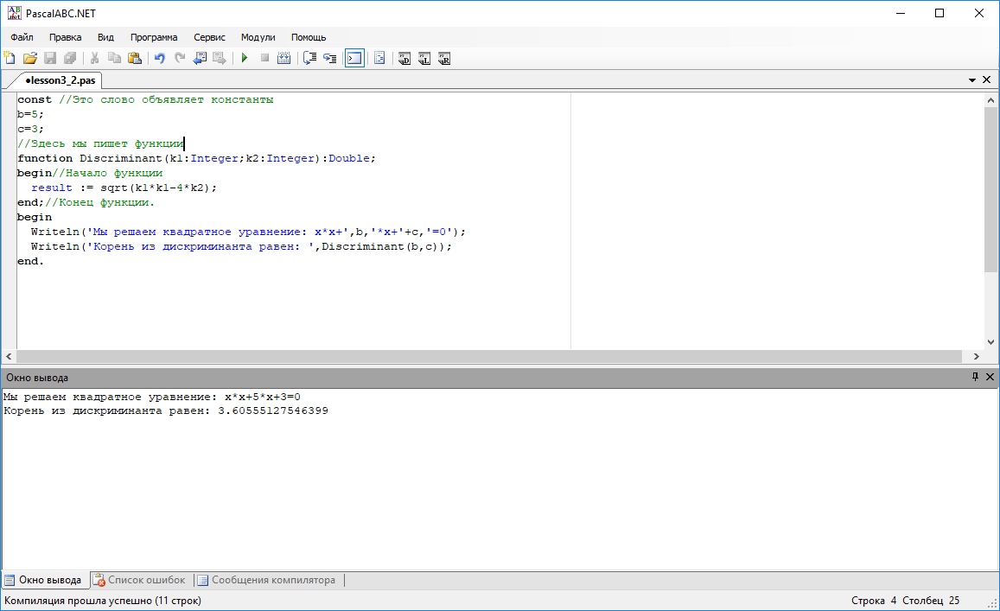 PascalABC.NET
Файл Правка Вид Программа Сервис Модули Помощь
•lesson3_2.pas
const //Это слово объявляет константы
b=5;
c=3;
//Здесь мы пишет функции
function Discriminant(k1:Integer;k2:Integer):Double;
begin//Начало функции
  result := sqrt(k1*k1-4*k2);
end;//Конец функции.
begin
  Writeln('Мы решаем квадратное уравнение: x*x+',b,'*x+'+c,'=0');
  Writeln('Корень из дискриминанта равен: ',Discriminant(b,c));
end.
Окно вывода
Мы решаем квадратное уравнение: x*x+5*x+3=0
Корень из дискриминанта равен: 3.60555127546399
Окно вывода Список ошибок Сообщения компилятора
Компиляция прошла успешно (11 строк) Строка 4 Столбец 25